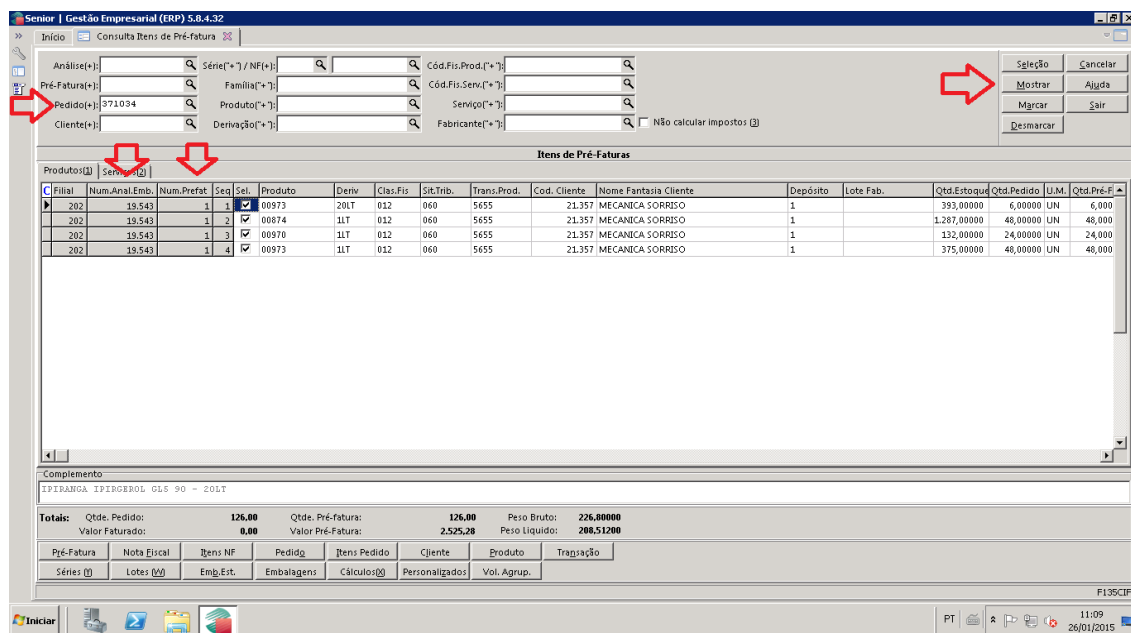 Senior | Gestão Empresarial (ERP) 5.8.4.32
Início Consulta Itens de Pré-fatura
Análise(+): Série("+") / NF(+): Cód.Fis.Prod.("+"): Seleção Cancelar
Pré-Fatura(+): Família("+"): Cód.Fis.Serv.("+"): Mostrar Ajuda
Pedido(+): 371034 Produto("+"): Serviço("+"): Marcar Sair
Cliente(+): Derivação("+"): Fabricante("+"): Não calcular impostos (3) Desmarcar
Itens de Pré-Faturas
Produtos(1) Serviços(2)
C Filial Num.Anal.Emb. Num.Prefat Seq Sel. Produto Deriv Clas.Fis Sit.Trib. Trans.Prod. Cod. Cliente Nome Fantasia Cliente Depósito Lote Fab. Qtd.Estoque Qtd.Pedido U.M. Qtd.Pré-F
202 19.543 1 1 00973 20LT 012 060 5655 21.357 MECANICA SORRISO 1 393,00000 6,00000 UN 6,000
202 19.543 1 2 00874 1LT 012 060 5655 21.357 MECANICA SORRISO 1 1.287,00000 48,00000 UN 48,000
202 19.543 1 3 00970 1LT 012 060 5655 21.357 MECANICA SORRISO 1 132,00000 24,00000 UN 24,000
202 19.543 1 4 00973 1LT 012 060 5655 21.357 MECANICA SORRISO 1 375,00000 48,00000 UN 48,000
Complemento
IPIRANGA IPIRGEROL GL5 90 - 20LT
Totais: Qtde. Pedido: 126,00 Qtde. Pré-fatura: 126,00 Peso Bruto: 226,80000
Valor Faturado: 0,00 Valor Pré-Fatura: 2.525,28 Peso Liquido: 208,51200
Pré-Fatura Nota Fiscal Itens NF Pedido Itens Pedido Cliente Produto Transação
Séries (Y) Lotes (W) Emb.Est. Embalagens Cálculos(X) Personalizados Vol. Agrup.
F135CIF
Iniciar PT 11:09
26/01/2015